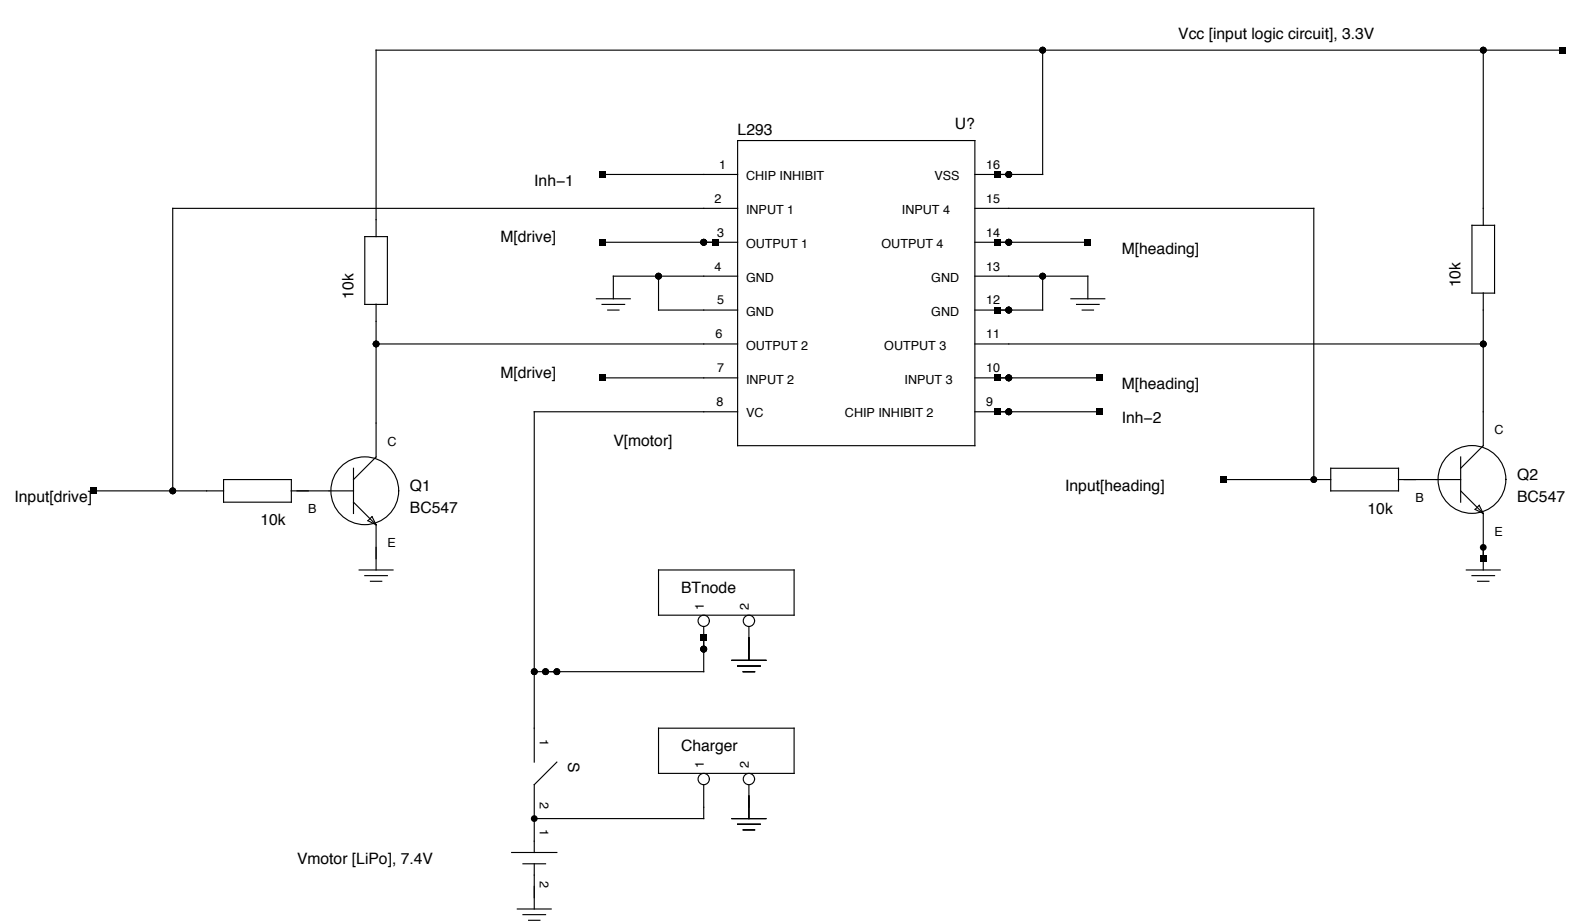 Vcc [input logic circuit], 3.3V
L293
U?
Inh−1
1
CHIP INHIBIT
VSS
16
2
INPUT 1
INPUT 4
15
M[drive]
3
OUTPUT 1
OUTPUT 4
14
M[heading]
4
GND
GND
13
5
GND
GND
12
6
OUTPUT 2
OUTPUT 3
11
M[drive]
7
INPUT 2
INPUT 3
10
M[heading]
8
VC
CHIP INHIBIT 2
9
Inh−2
V[motor]
10k
10k
C
C
Input[drive]
10k
B
Q1
BC547
E
Input[heading]
10k
B
Q2
BC547
E
BTnode
1
2
1
S
2
Charger
1
2
1
Vmotor [LiPo], 7.4V
2